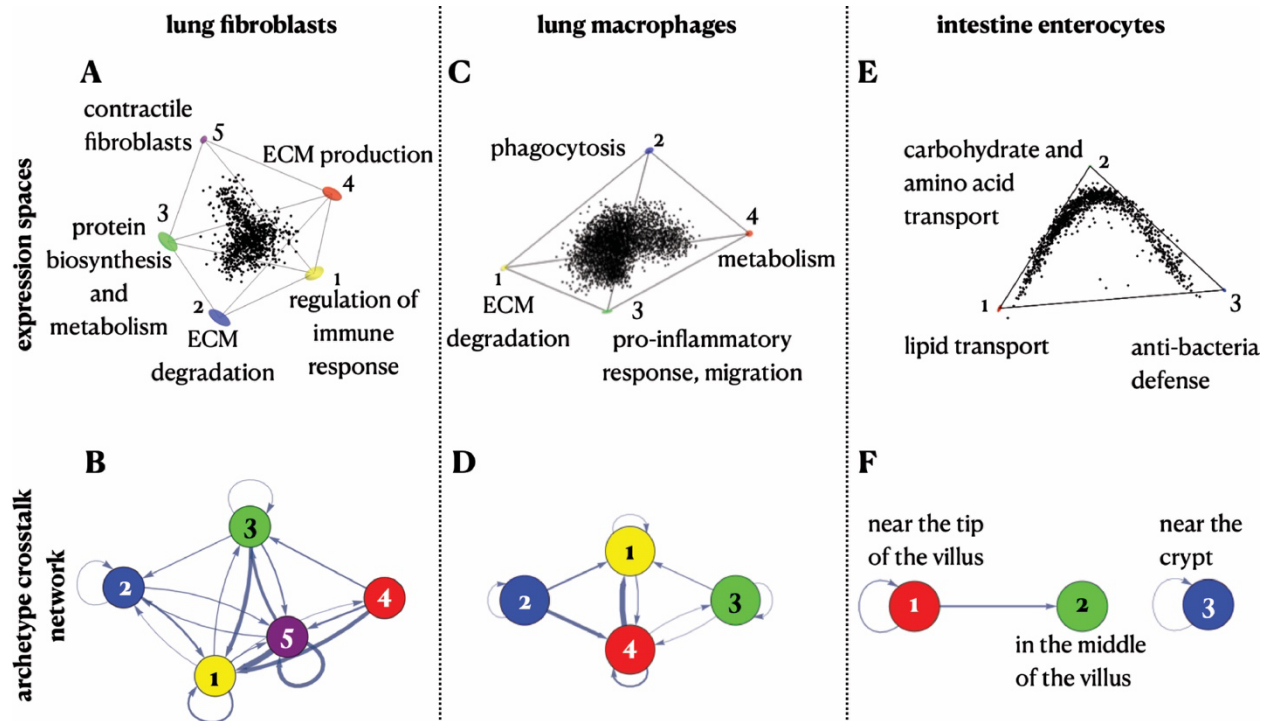 lung fibroblasts
lung macrophages
intestine enterocytes
expression spaces
A
contractile
fibroblasts
5
ECM production
4
3
protein
biosynthesis
and
metabolism
2
ECM
degradation
1
regulation of
immune
response
C
phagocytosis
2
4
metabolism
1
ECM
degradation
3
pro-inflammatory
response, migration
E
carbohydrate and
amino acid
transport
2
1
lipid transport
3
anti-bacteria
defense
archetype crosstalk
network
B
3
2
4
5
1
D
1
2
3
4
F
near the tip
of the villus
near the
crypt
1
2
3
in the middle
of the villus